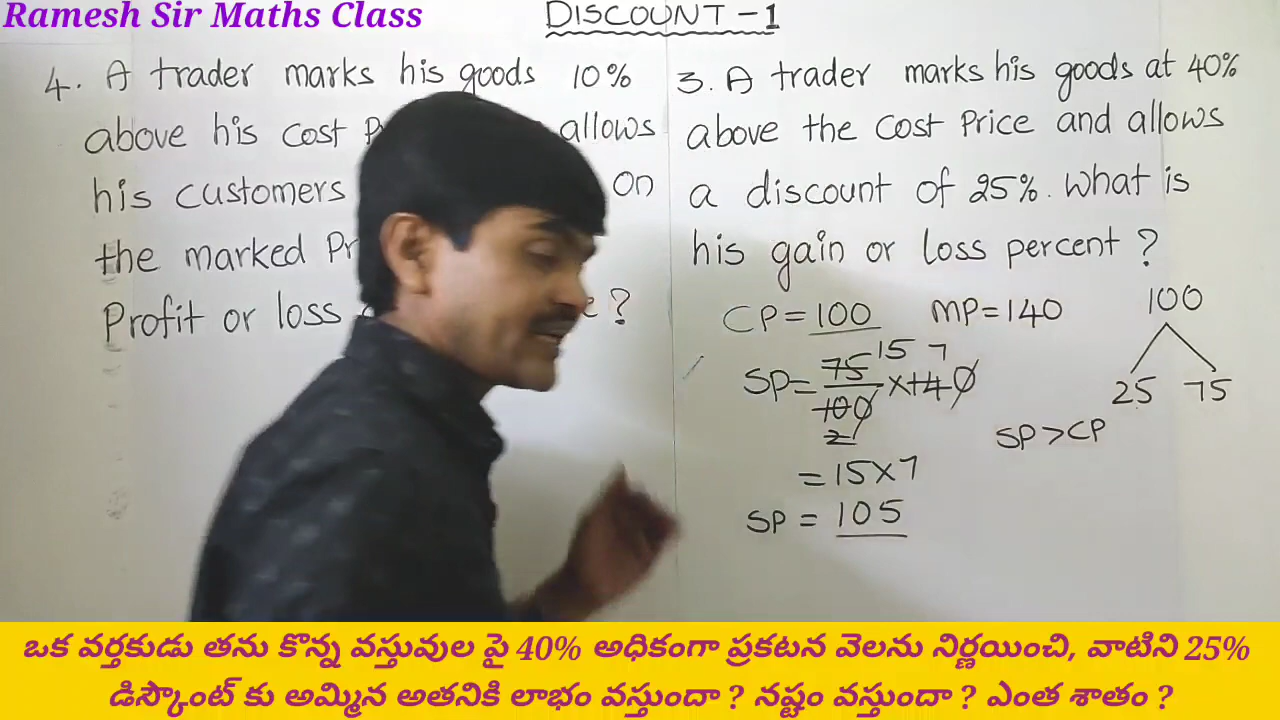 Ramesh Sir Maths Class
DISCOUNT-1
4. A trader marks his goods 10%
above his cost allows
his customers on
the marked
Profit or loss ?
3. A trader marks his goods at 40%
above the cost Price and allows
a discount of 25%. What is
his gain or loss percent ?
CP = 100 MP = 140
100
25 75
SP = 75/100 × 140
15 7
2
SP > CP
= 15 × 7
SP = 105
ఒక వర్తకుడు తను కొన్న వస్తువుల పై 40% అధికంగా ప్రకటన వెలను నిర్ణయించి, వాటిని 25%
డిస్కౌంట్ కు అమ్మిన అతనికి లాభం వస్తుందా ? నష్టం వస్తుందా ? ఎంత శాతం ?